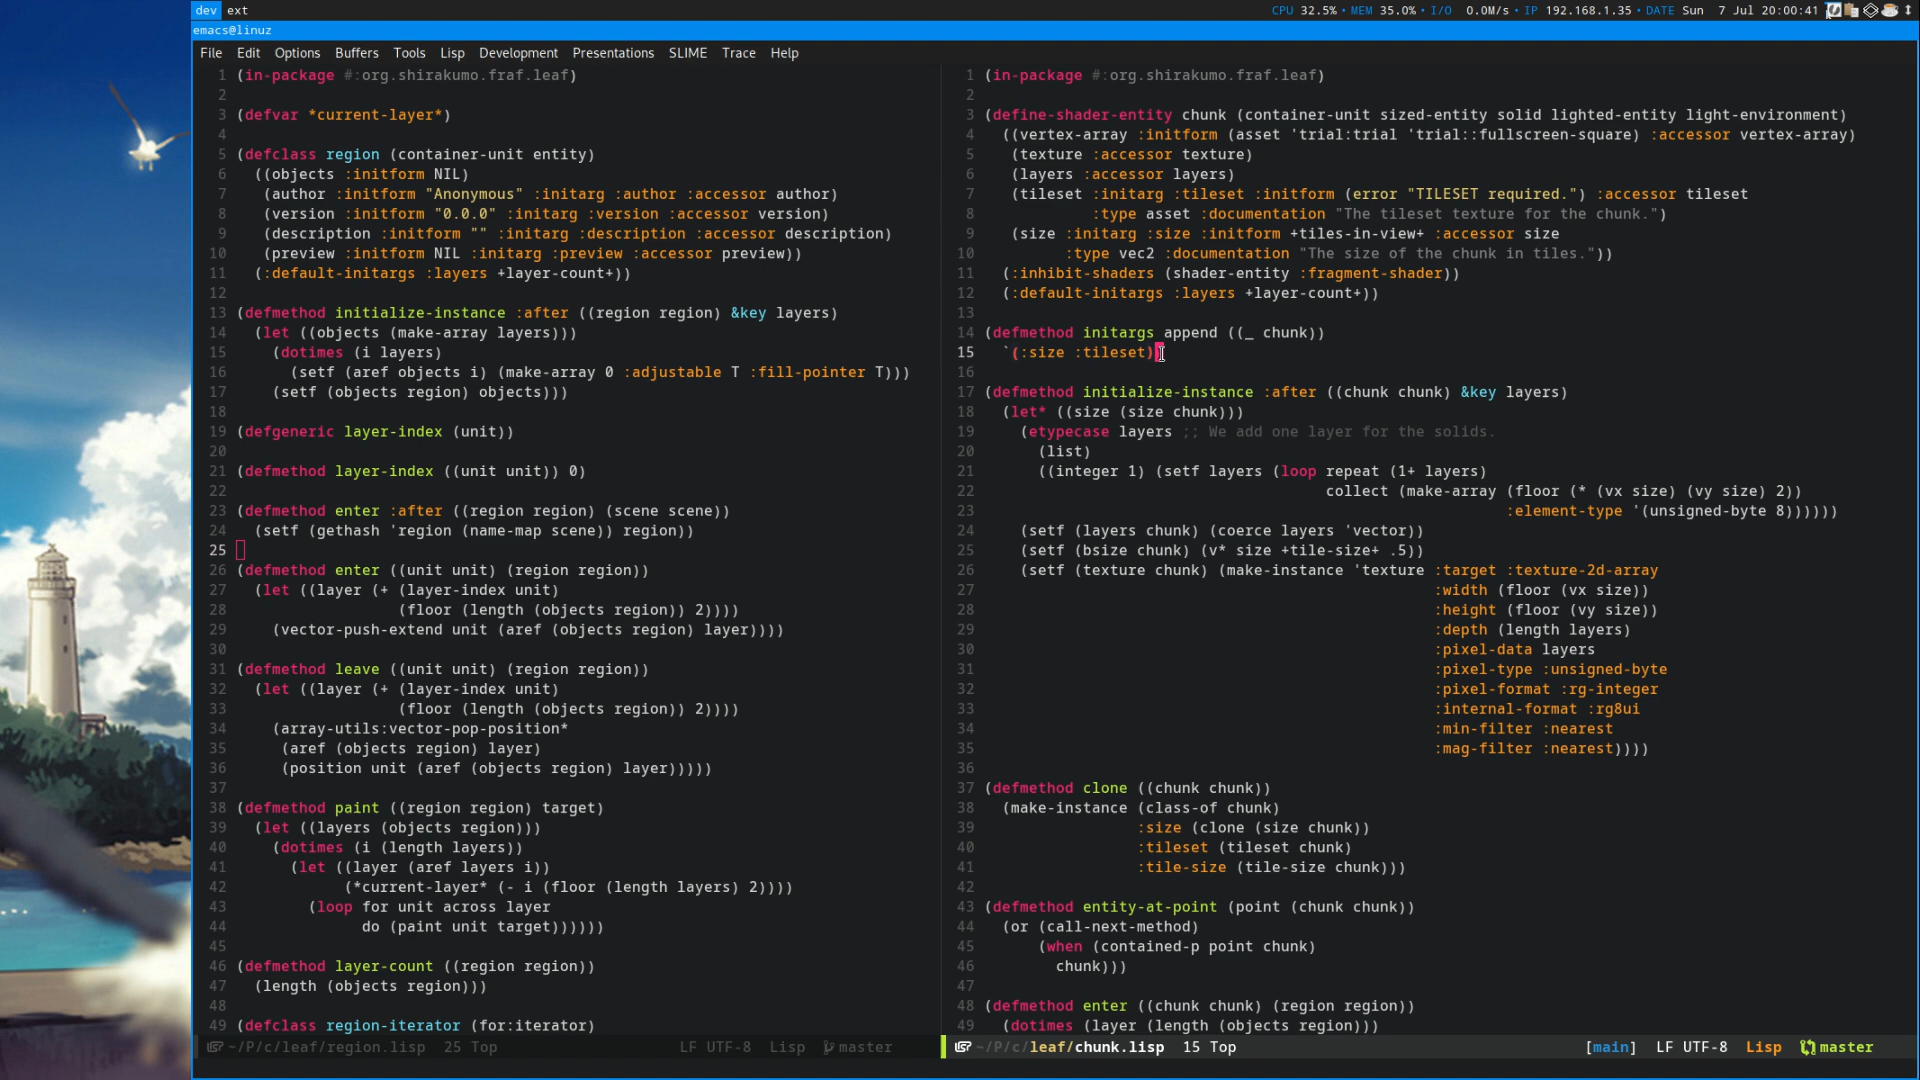 dev ext
CPU 32.5% • MEM 35.0% • I/O 0.0M/s • IP 192.168.1.35 • DATE Sun 7 Jul 20:00:41
emacs@linuz
File Edit Options Buffers Tools Lisp Development Presentations SLIME Trace Help
1 (in-package #:org.shirakumo.fraf.leaf)
2
3 (defvar *current-layer*)
4
5 (defclass region (container-unit entity)
6   ((objects :initform NIL)
7    (author :initform "Anonymous" :initarg :author :accessor author)
8    (version :initform "0.0.0" :initarg :version :accessor version)
9    (description :initform "" :initarg :description :accessor description)
10    (preview :initform NIL :initarg :preview :accessor preview))
11   (:default-initargs :layers +layer-count+))
12
13 (defmethod initialize-instance :after ((region region) &key layers)
14   (let ((objects (make-array layers)))
15     (dotimes (i layers)
16       (setf (aref objects i) (make-array 0 :adjustable T :fill-pointer T)))
17     (setf (objects region) objects)))
18
19 (defgeneric layer-index (unit))
20
21 (defmethod layer-index ((unit unit)) 0)
22
23 (defmethod enter :after ((region region) (scene scene))
24   (setf (gethash 'region (name-map scene)) region))
25
26 (defmethod enter ((unit unit) (region region))
27   (let ((layer (+ (layer-index unit)
28                   (floor (length (objects region)) 2))))
29     (vector-push-extend unit (aref (objects region) layer))))
30
31 (defmethod leave ((unit unit) (region region))
32   (let ((layer (+ (layer-index unit)
33                   (floor (length (objects region)) 2))))
34     (array-utils:vector-pop-position*
35      (aref (objects region) layer)
36      (position unit (aref (objects region) layer)))))
37
38 (defmethod paint ((region region) target)
39   (let ((layers (objects region)))
40     (dotimes (i (length layers))
41       (let ((layer (aref layers i))
42             (*current-layer* (- i (floor (length layers) 2))))
43         (loop for unit across layer
44               do (paint unit target))))))
45
46 (defmethod layer-count ((region region))
47   (length (objects region)))
48
49 (defclass region-iterator (for:iterator)
~/P/c/leaf/region.lisp 25 Top LF UTF-8 Lisp master
1 (in-package #:org.shirakumo.fraf.leaf)
2
3 (define-shader-entity chunk (container-unit sized-entity solid lighted-entity light-environment)
4   ((vertex-array :initform (asset 'trial:trial 'trial::fullscreen-square) :accessor vertex-array)
5    (texture :accessor texture)
6    (layers :accessor layers)
7    (tileset :initarg :tileset :initform (error "TILESET required.") :accessor tileset
8             :type asset :documentation "The tileset texture for the chunk.")
9    (size :initarg :size :initform +tiles-in-view+ :accessor size
10          :type vec2 :documentation "The size of the chunk in tiles."))
11   (:inhibit-shaders (shader-entity :fragment-shader))
12   (:default-initargs :layers +layer-count+))
13
14 (defmethod initargs append ((_ chunk))
15   `(:size :tileset))
16
17 (defmethod initialize-instance :after ((chunk chunk) &key layers)
18   (let* ((size (size chunk)))
19     (etypecase layers ;; We add one layer for the solids.
20       (list)
21       ((integer 1) (setf layers (loop repeat (1+ layers)
22                                       collect (make-array (floor (* (vx size) (vy size) 2))
23                                                           :element-type '(unsigned-byte 8))))))
24     (setf (layers chunk) (coerce layers 'vector))
25     (setf (bsize chunk) (v* size +tile-size+ .5))
26     (setf (texture chunk) (make-instance 'texture :target :texture-2d-array
27                                                   :width (floor (vx size))
28                                                   :height (floor (vy size))
29                                                   :depth (length layers)
30                                                   :pixel-data layers
31                                                   :pixel-type :unsigned-byte
32                                                   :pixel-format :rg-integer
33                                                   :internal-format :rg8ui
34                                                   :min-filter :nearest
35                                                   :mag-filter :nearest))))
36
37 (defmethod clone ((chunk chunk))
38   (make-instance (class-of chunk)
39                  :size (clone (size chunk))
40                  :tileset (tileset chunk)
41                  :tile-size (tile-size chunk)))
42
43 (defmethod entity-at-point (point (chunk chunk))
44   (or (call-next-method)
45       (when (contained-p point chunk)
46         chunk)))
47
48 (defmethod enter ((chunk chunk) (region region))
49   (dotimes (layer (length (objects region)))
~/P/c/leaf/chunk.lisp 15 Top [main] LF UTF-8 Lisp master